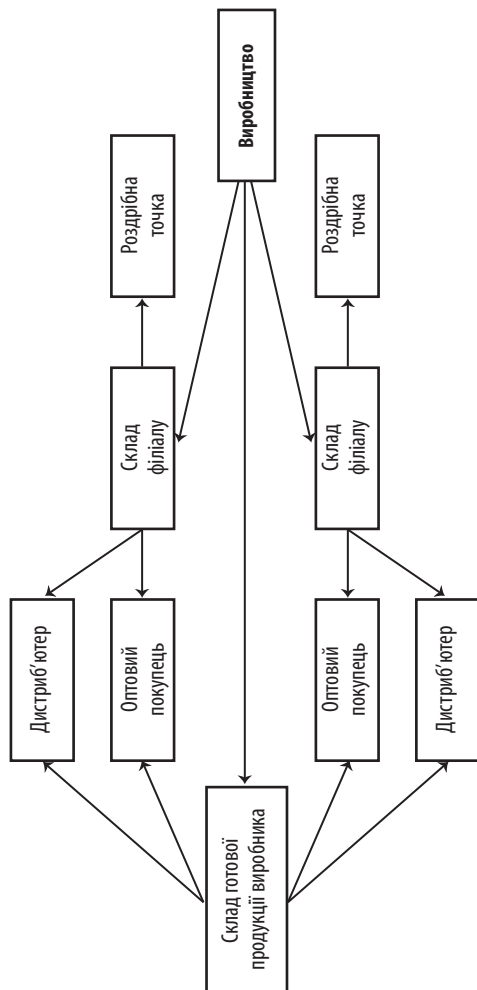 Дистриб’ютер
Оптовий
покупець
Склад
філіалу
Роздрібна
точка
Склад готової
продукції виробника
Виробництво
Оптовий
покупець
Склад
філіалу
Роздрібна
точка
Дистриб’ютер